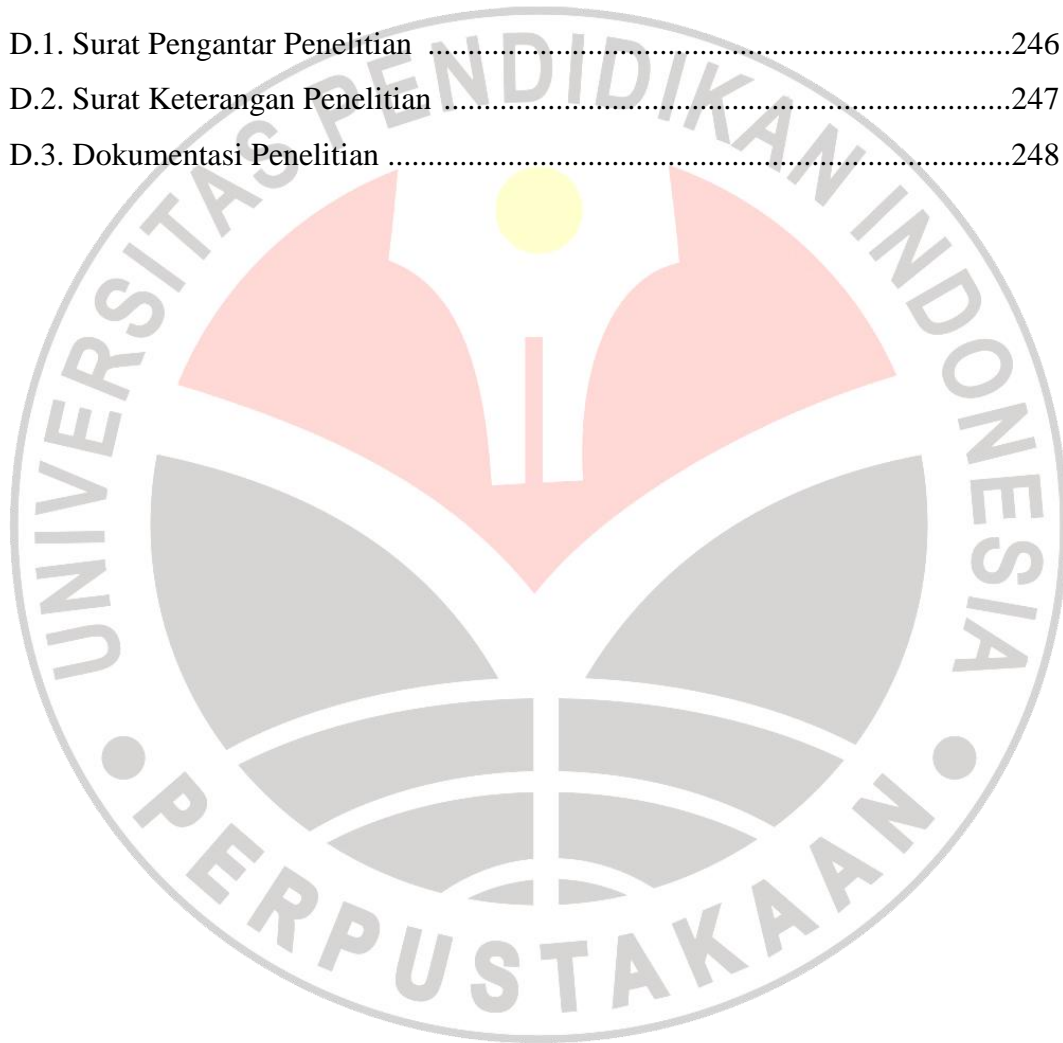 D.1. Surat Pengantar Penelitian ........................................................................246
D.2. Surat Keterangan Penelitian ......................................................................247
D.3. Dokumentasi Penelitian .............................................................................248
UNIVERSITAS PENDIDIKAN INDONESIA
PERPUSTAKAAN